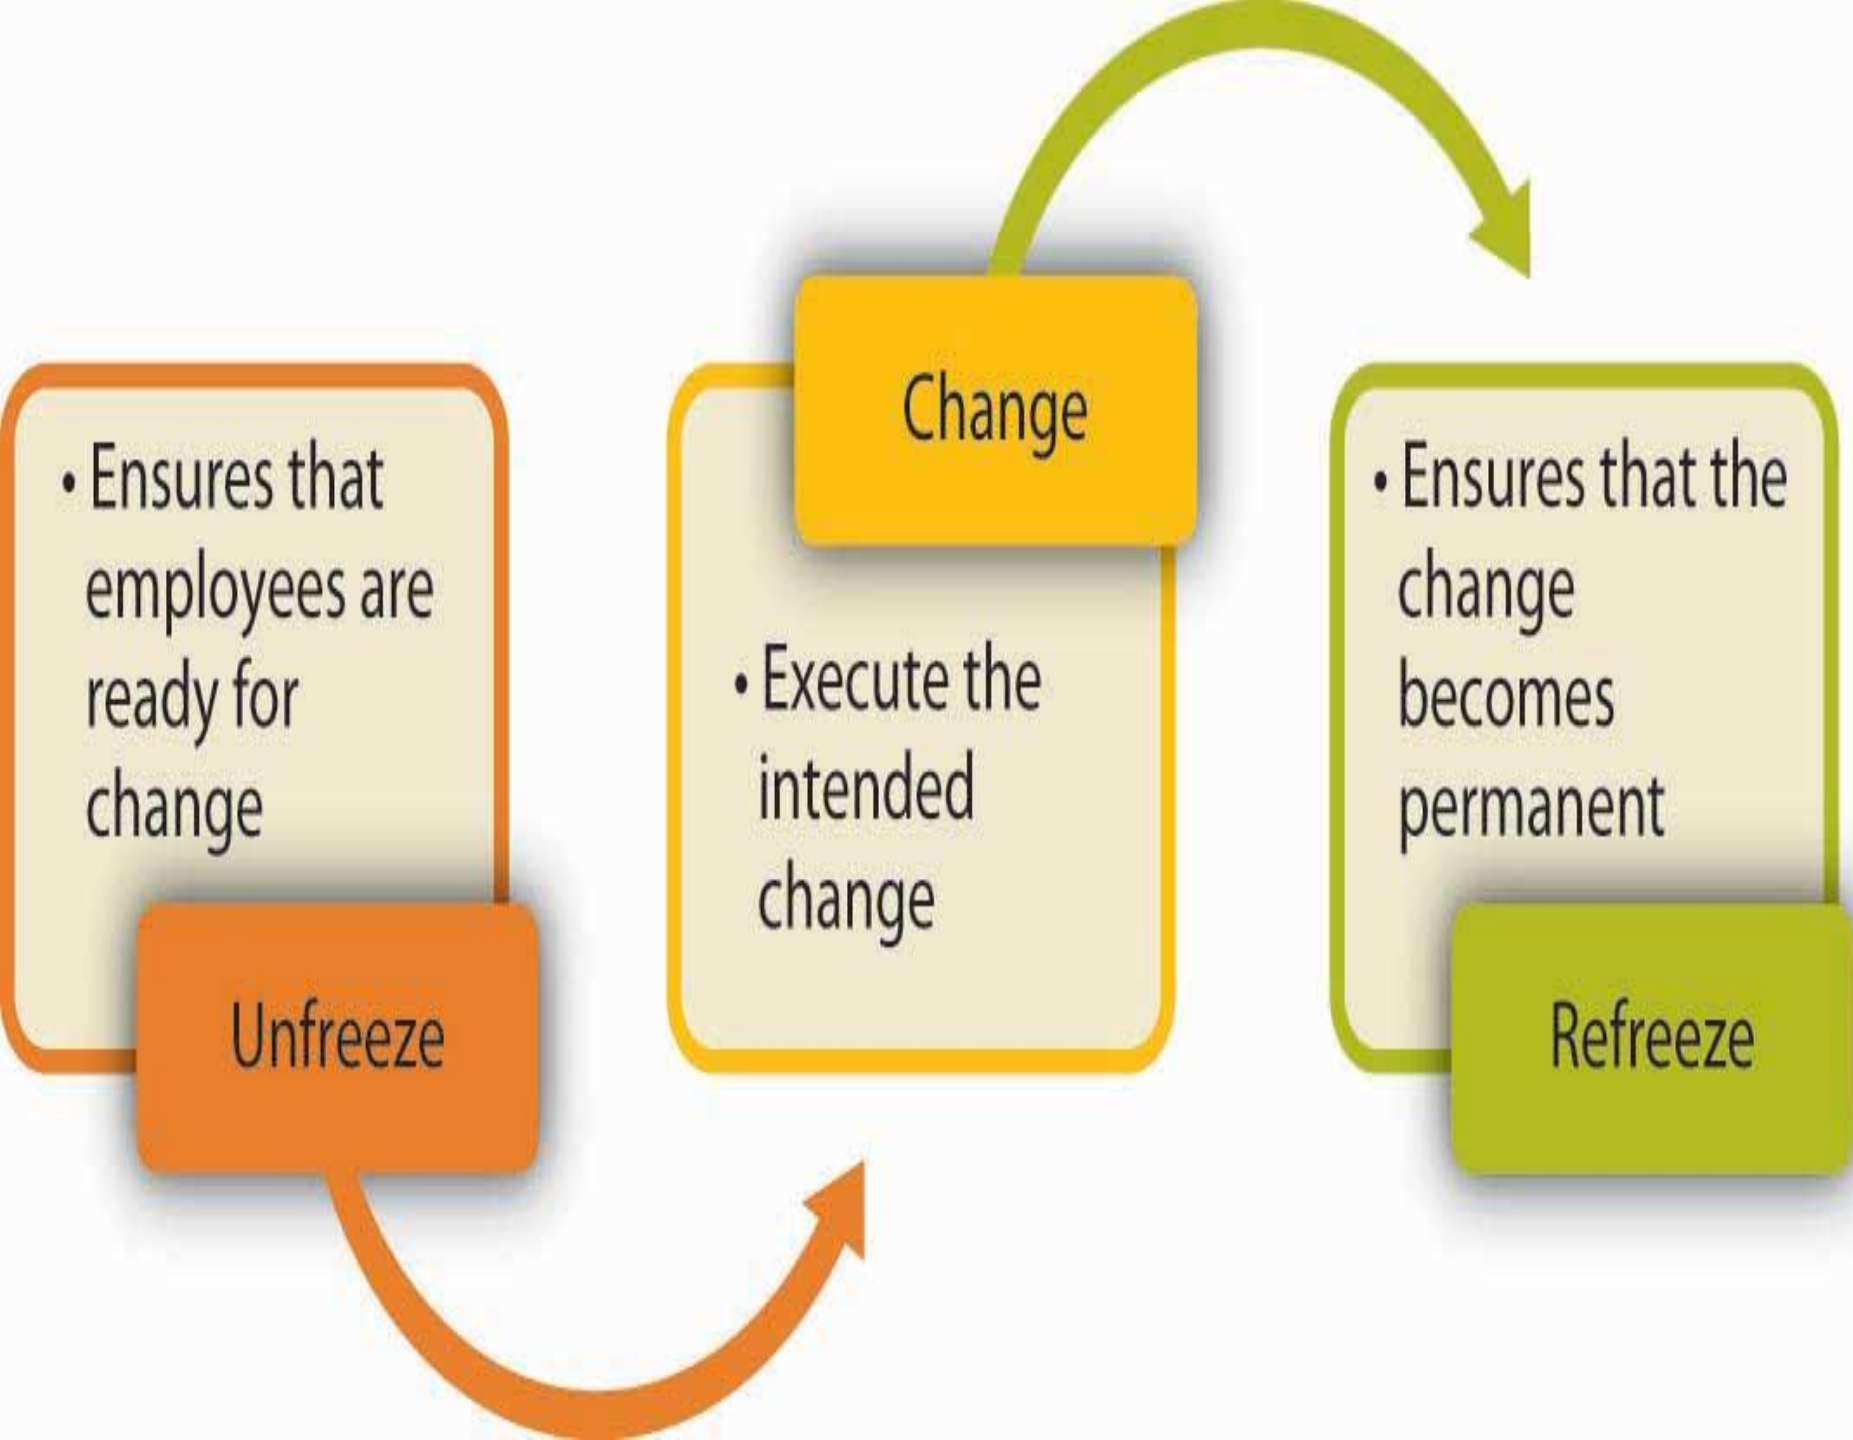 • Ensures that
employees are
ready for
change
Unfreeze
Change
• Execute the
intended
change
• Ensures that the
change
becomes
permanent
Refreeze